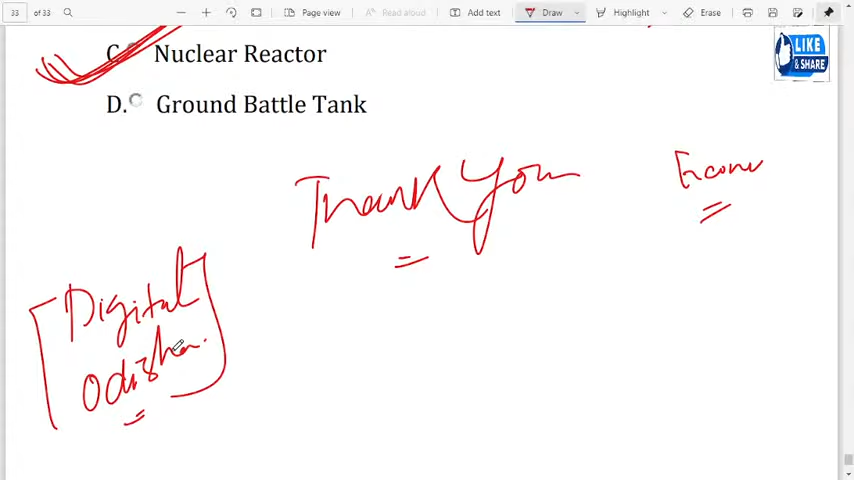 33 of 33 Page view Read aloud Add text Draw Highlight Erase
C. Nuclear Reactor
LIKE
& SHARE
D. Ground Battle Tank
Thank You
Digital
Odisha.